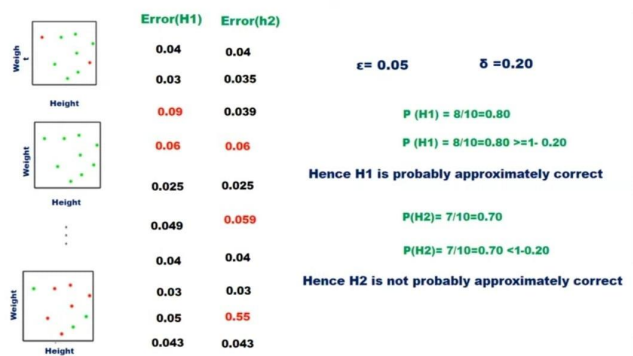 Error(H1) Error(h2)
0.04 0.04
0.03 0.035
0.09 0.039
0.06 0.06
0.025 0.025
0.049 0.059
0.04 0.04
0.03 0.03
0.05 0.55
0.043 0.043
Weigh
t
Height
Weight
Height
Weight
Height
ε= 0.05 δ =0.20
P (H1) = 8/10=0.80
P (H1) = 8/10=0.80 >=1- 0.20
Hence H1 is probably approximately correct
P(H2)= 7/10=0.70
P(H2)= 7/10=0.70 <1-0.20
Hence H2 is not probably approximately correct